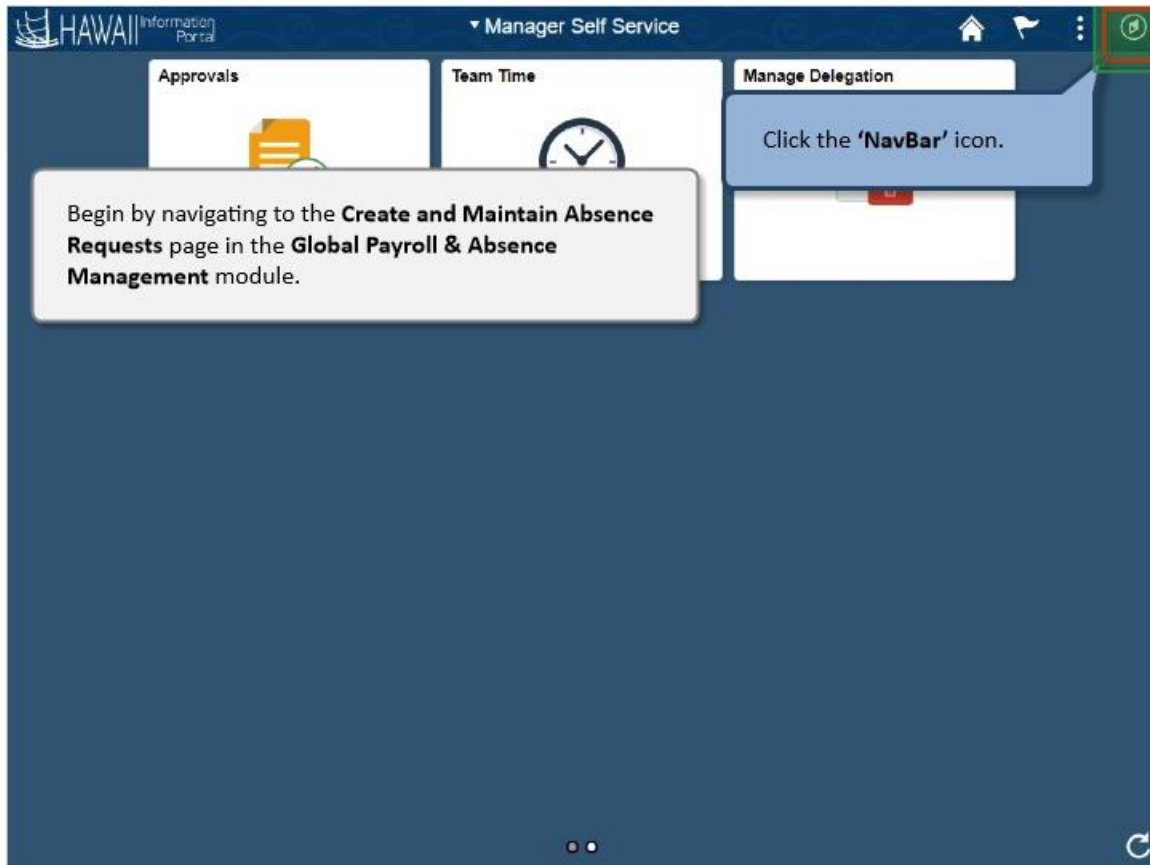 HAWAII Information
Portal
Manager Self Service
Approvals
Team Time
Manage Delegation
Click the ‘NavBar’ icon.
Begin by navigating to the Create and Maintain Absence
Requests page in the Global Payroll & Absence
Management module.